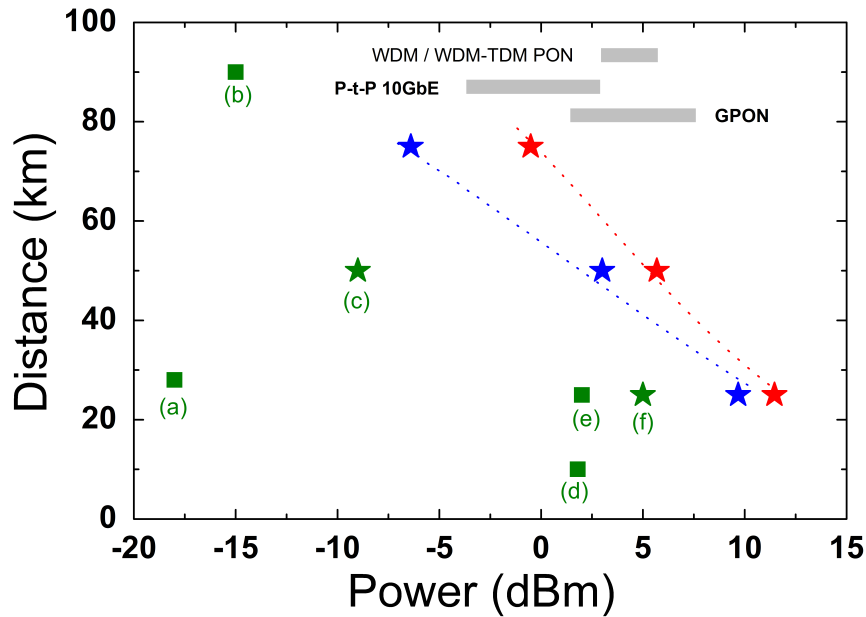 100
80
60
40
20
0
Distance (km)
WDM / WDM-TDM PON
P-t-P 10GbE
GPON
(b)
(c)
(a)
(e)
(f)
(d)
-20 -15 -10 -5 0 5 10 15
Power (dBm)